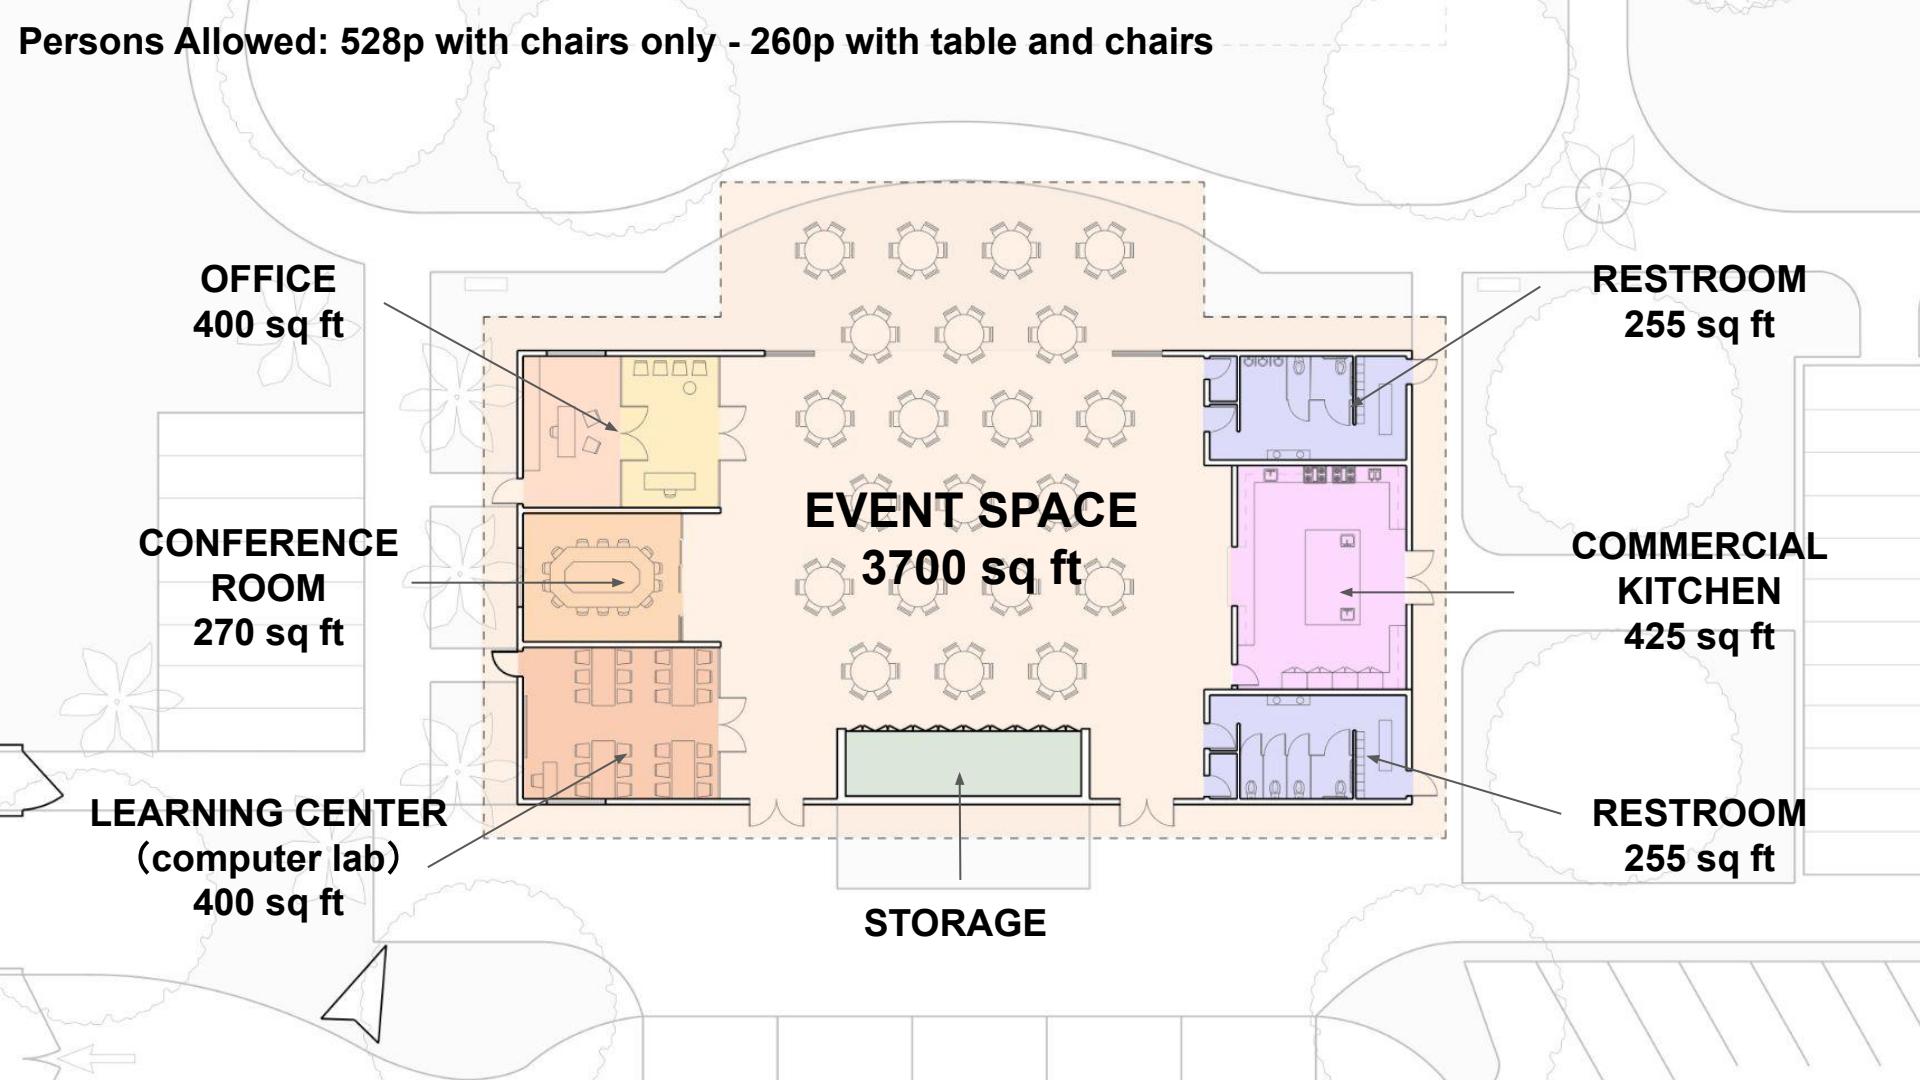 Persons Allowed: 528p with chairs only - 260p with table and chairs
OFFICE
400 sq ft
RESTROOM
255 sq ft
EVENT SPACE
3700 sq ft
CONFERENCE
ROOM
270 sq ft
COMMERCIAL
KITCHEN
425 sq ft
LEARNING CENTER
（computer lab）
400 sq ft
RESTROOM
255 sq ft
STORAGE